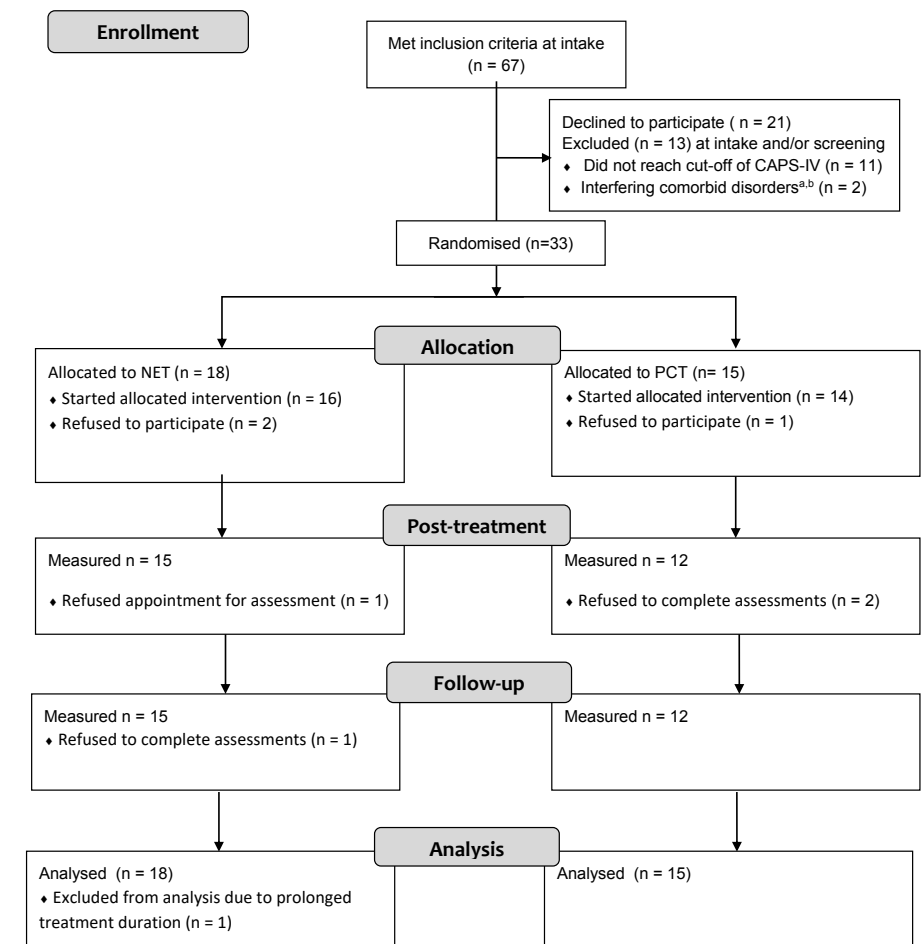 Enrollment
Met inclusion criteria at intake
(n = 67)
Declined to participate ( n = 21)
Excluded (n = 13) at intake and/or screening
⬧ Did not reach cut-off of CAPS-IV (n = 11)
⬧ Interfering comorbid disordersa,b (n = 2)
Randomised (n=33)
Allocation
Allocated to NET (n = 18)
⬧ Started allocated intervention (n = 16)
⬧ Refused to participate (n = 2)
Allocated to PCT (n= 15)
⬧ Started allocated intervention (n = 14)
⬧ Refused to participate (n = 1)
Post-treatment
Measured n = 15
⬧ Refused appointment for assessment (n = 1)
Measured n = 12
⬧ Refused to complete assessments (n = 2)
Follow-up
Measured n = 15
⬧ Refused to complete assessments (n = 1)
Measured n = 12
Analysis
Analysed (n = 18)
⬧ Excluded from analysis due to prolonged
treatment duration (n = 1)
Analysed (n = 15)